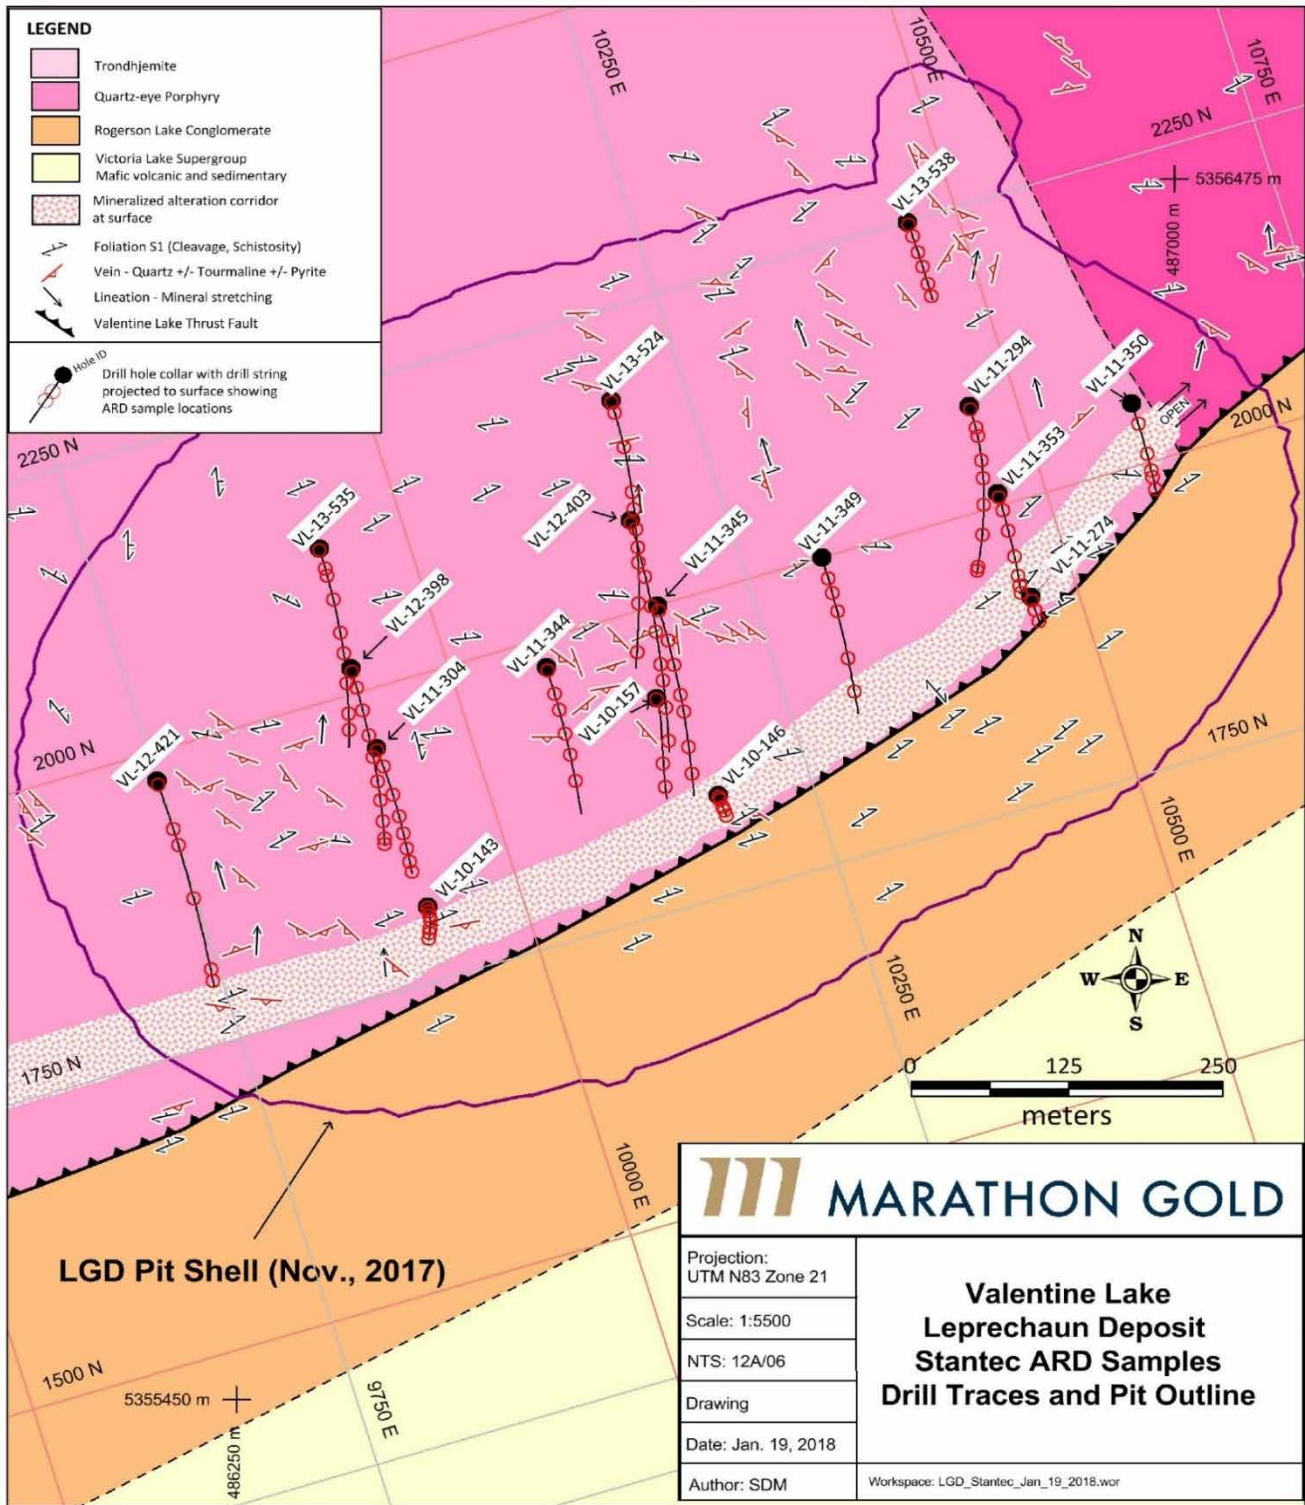 LEGEND
Trondhjemite
Quartz-eye Porphyry
Rogerson Lake Conglomerate
Victoria Lake Supergroup
Mafic volcanic and sedimentary
Mineralized alteration corridor
at surface
Foliation S1 (Cleavage, Schistosity)
Vein - Quartz +/- Tourmaline +/- Pyrite
Lineation - Mineral stretching
Valentine Lake Thrust Fault
Hole ID
Drill hole collar with drill string
projected to surface showing
ARD sample locations
10250 E
10500 E
10750 E
2250 N
5356475 m
487000 m
VL-13-538
VL-13-524
VL-11-294
VL-11-350
OPEN
2000 N
2250 N
VL-11-353
VL-13-535
VL-12-403
VL-11-345
VL-11-349
VL-11-274
VL-12-398
VL-11-344
VL-11-304
VL-10-157
2000 N
VL-12-421
VL-10-146
1750 N
10500 E
VL-10-143
10250 E
N
W
E
S
1750 N
0
125
250
meters
10000 E
LGD Pit Shell (Nov., 2017)
1500 N
5355450 m
486250 m
9750 E
MARATHON GOLD
Projection:
UTM N83 Zone 21
Scale: 1:5500
NTS: 12A/06
Drawing
Date: Jan. 19, 2018
Author: SDM
Valentine Lake
Leprechaun Deposit
Stantec ARD Samples
Drill Traces and Pit Outline
Workspace: LGD_Stantec_Jan_19_2018.wor